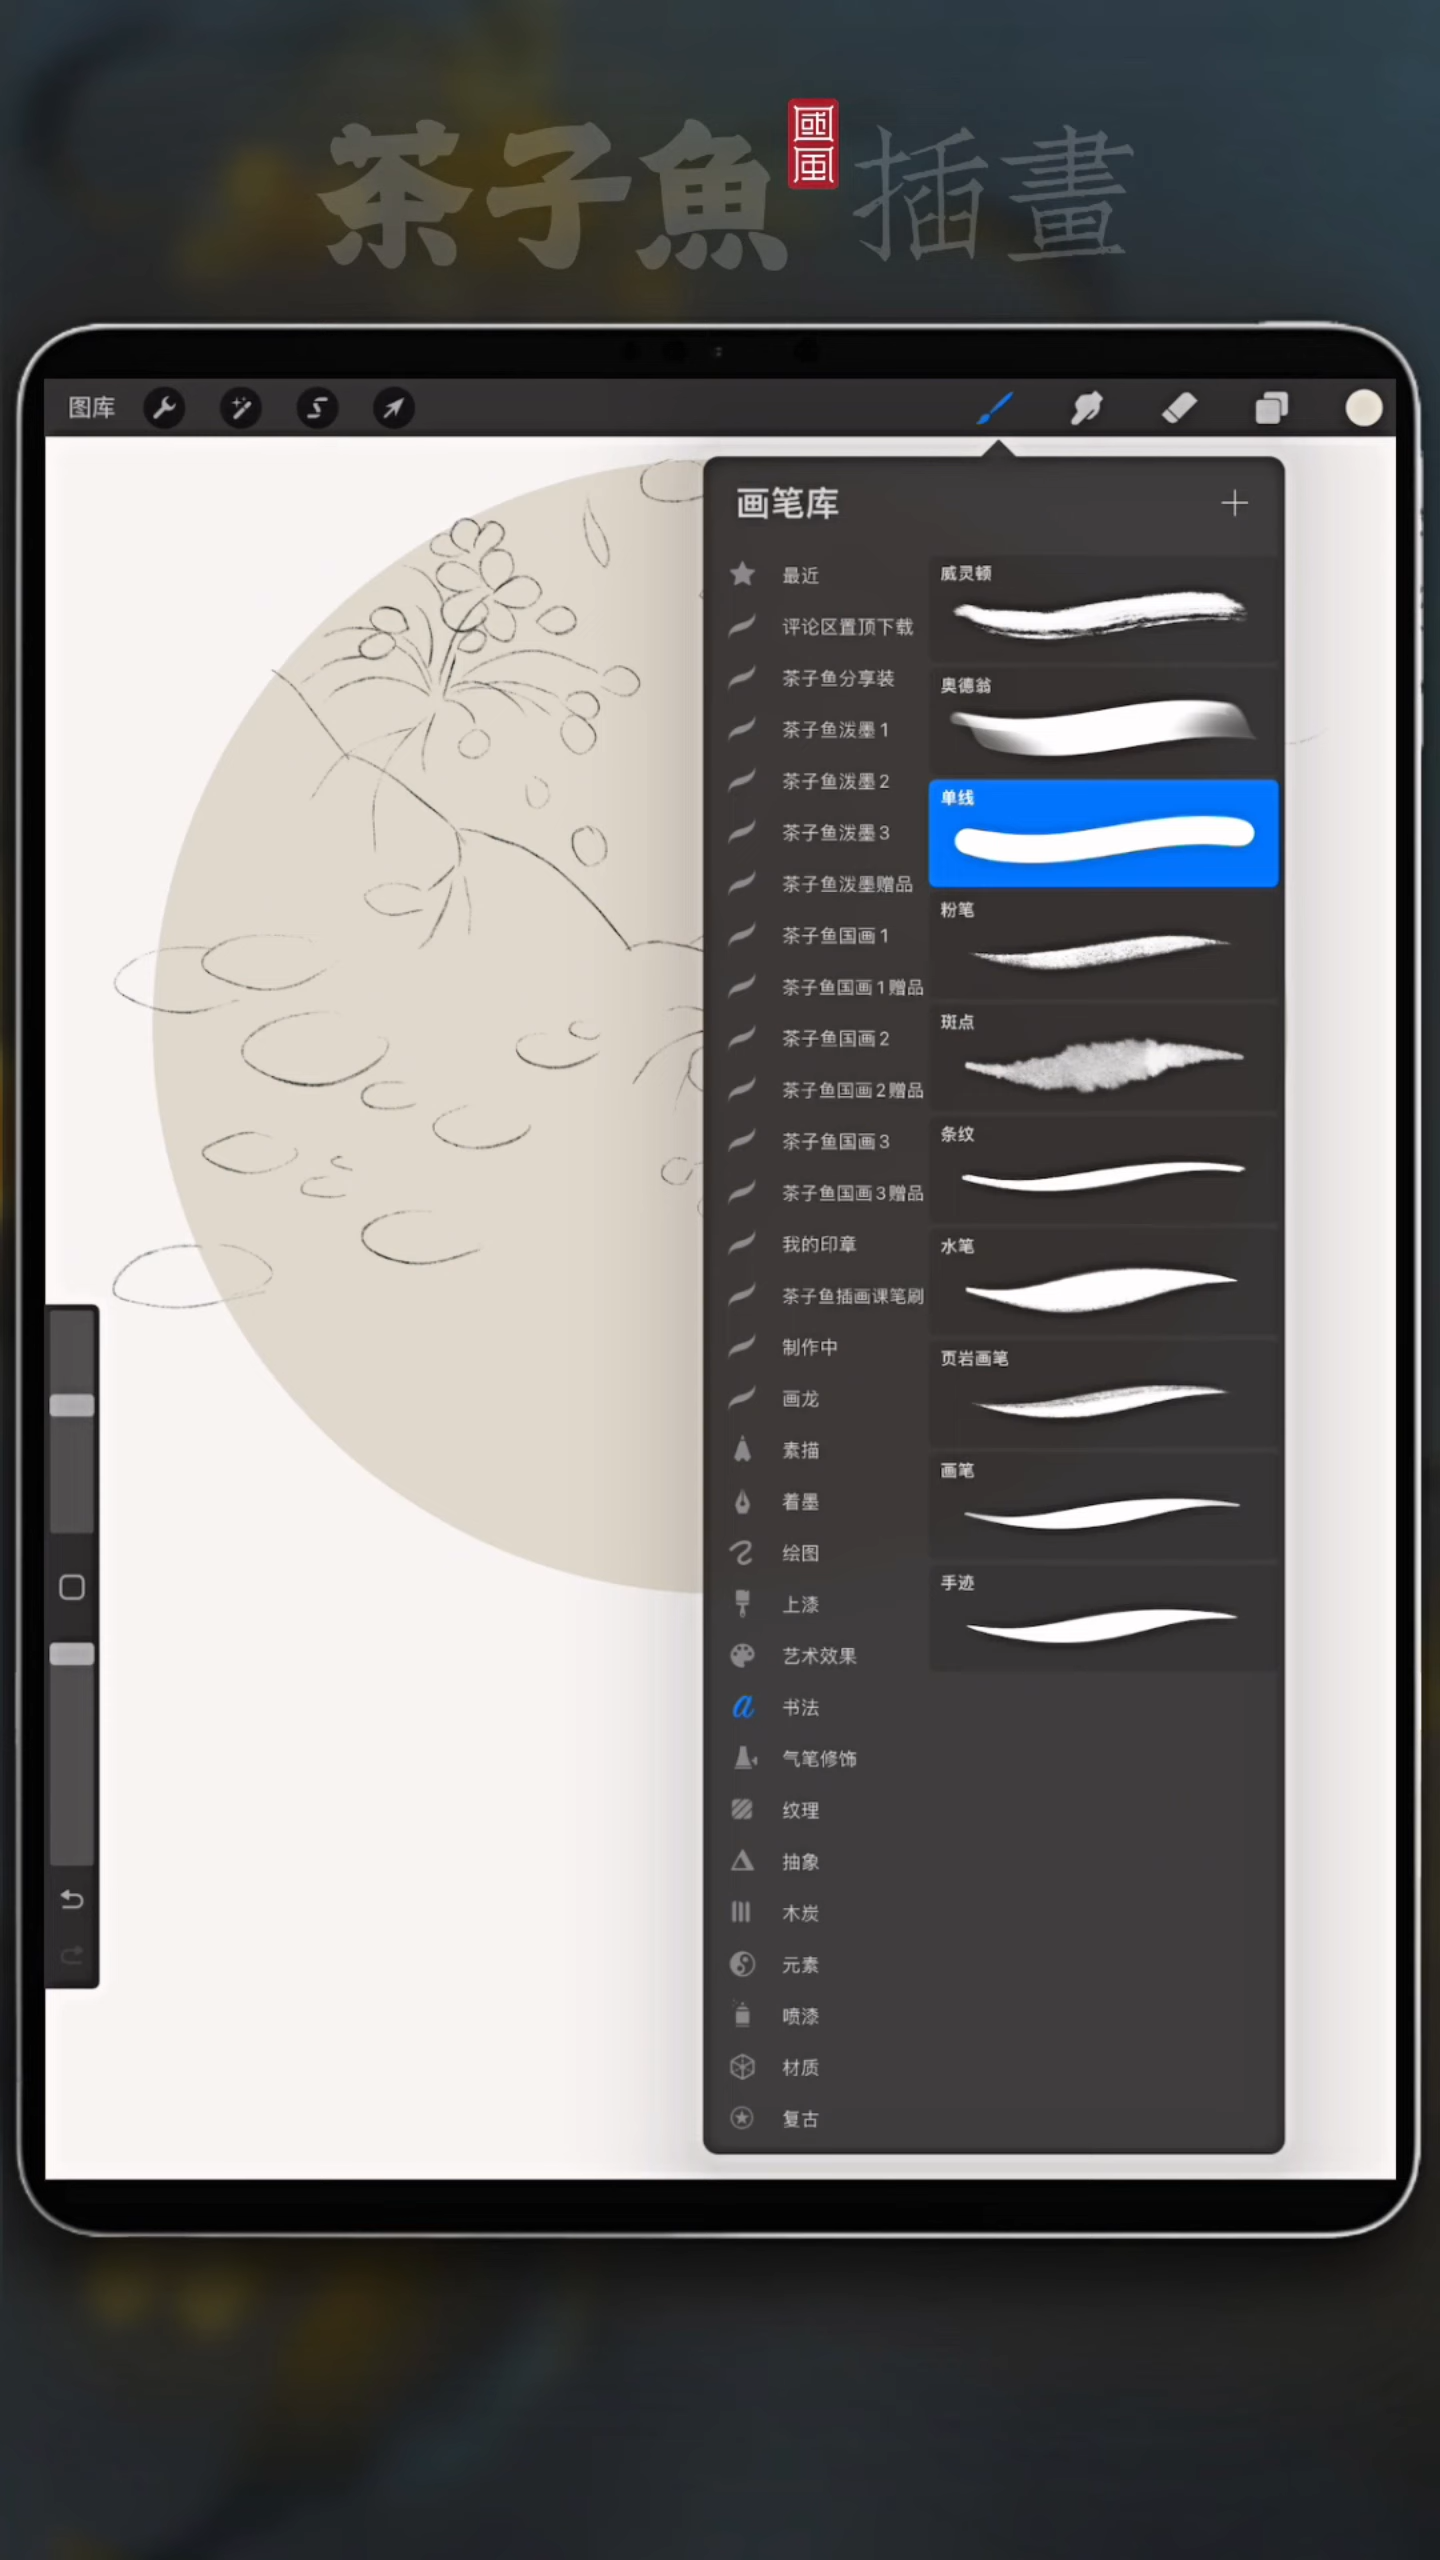 茶子魚 國風 插畫
图库
画笔库
最近
评论区置顶下载
茶子鱼分享装
茶子鱼泼墨1
茶子鱼泼墨2
茶子鱼泼墨3
茶子鱼泼墨赠品
茶子鱼国画1
茶子鱼国画1赠品
茶子鱼国画2
茶子鱼国画2赠品
茶子鱼国画3
茶子鱼国画3赠品
我的印章
茶子鱼插画课笔刷
制作中
画龙
素描
着墨
绘图
上漆
艺术效果
书法
气笔修饰
纹理
抽象
木炭
元素
喷漆
材质
复古
威灵顿
奥德翁
单线
粉笔
斑点
条纹
水笔
页岩画笔
画笔
手迹